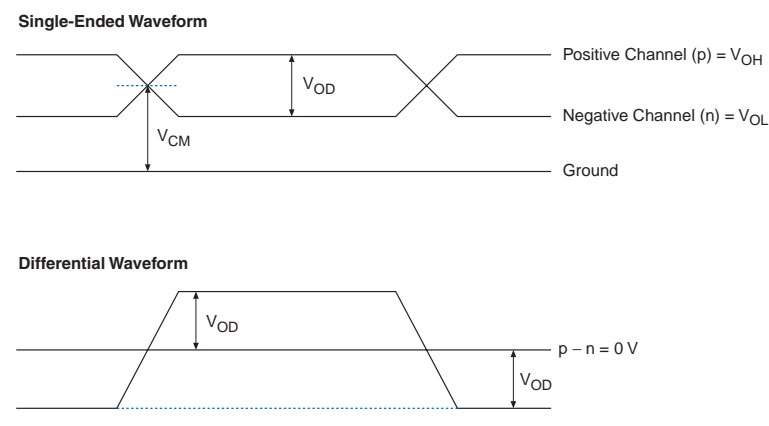 Single-Ended Waveform
Positive Channel (p) = VOH
VOD
Negative Channel (n) = VOL
VCM
Ground
Differential Waveform
VOD
p – n = 0 V
VOD